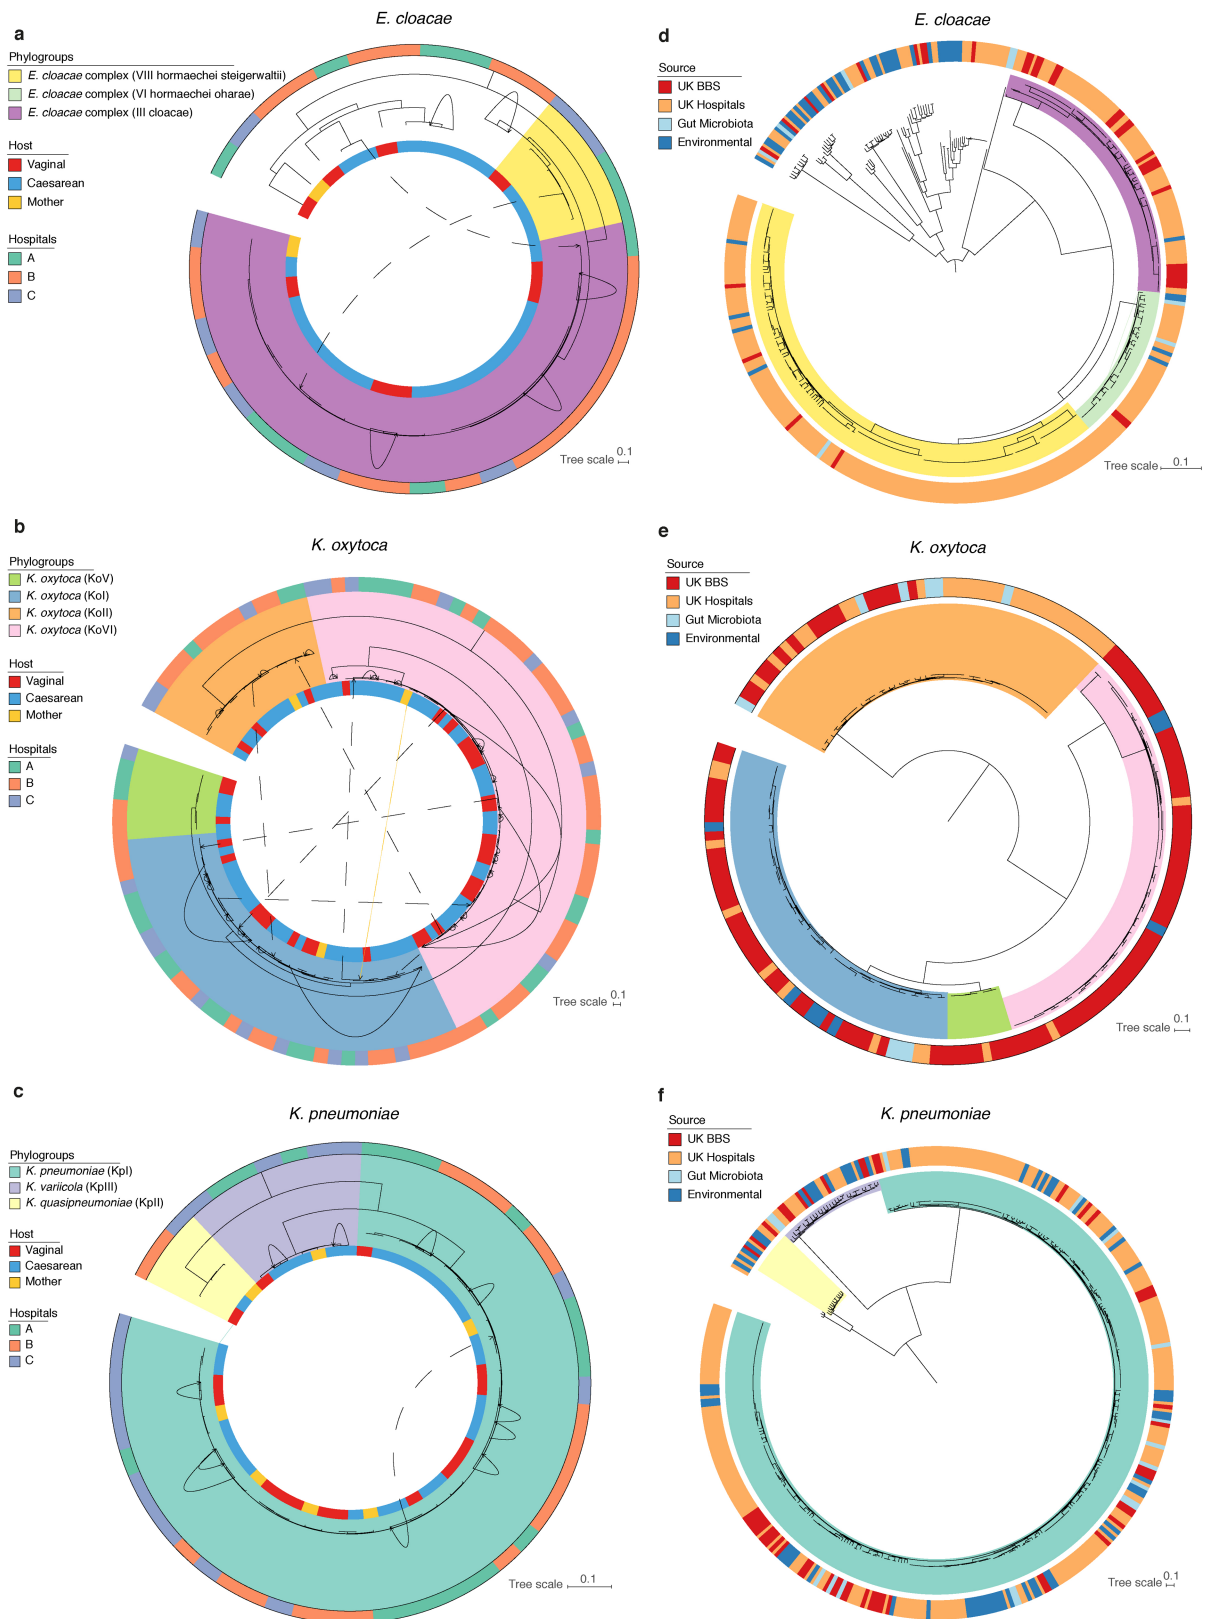 a
E. cloacae
Phylogroups
E. cloacae complex (VIII hormaechei steigerwaltii)
E. cloacae complex (VI hormaechei oharae)
E. cloacae complex (III cloacae)
Host
Vaginal
Caesarean
Mother
Hospitals
A
B
C
Tree scale 0.1
d
E. cloacae
Source
UK BBS
UK Hospitals
Gut Microbiota
Environmental
Tree scale 0.1
b
K. oxytoca
Phylogroups
K. oxytoca (KoV)
K. oxytoca (KoI)
K. oxytoca (KoII)
K. oxytoca (KoVI)
Host
Vaginal
Caesarean
Mother
Hospitals
A
B
C
Tree scale 0.1
e
K. oxytoca
Source
UK BBS
UK Hospitals
Gut Microbiota
Environmental
Tree scale 0.1
c
K. pneumoniae
Phylogroups
K. pneumoniae (KpI)
K. variicola (KpIII)
K. quasipneumoniae (KpII)
Host
Vaginal
Caesarean
Mother
Hospitals
A
B
C
Tree scale 0.1
f
K. pneumoniae
Source
UK BBS
UK Hospitals
Gut Microbiota
Environmental
Tree scale 0.1